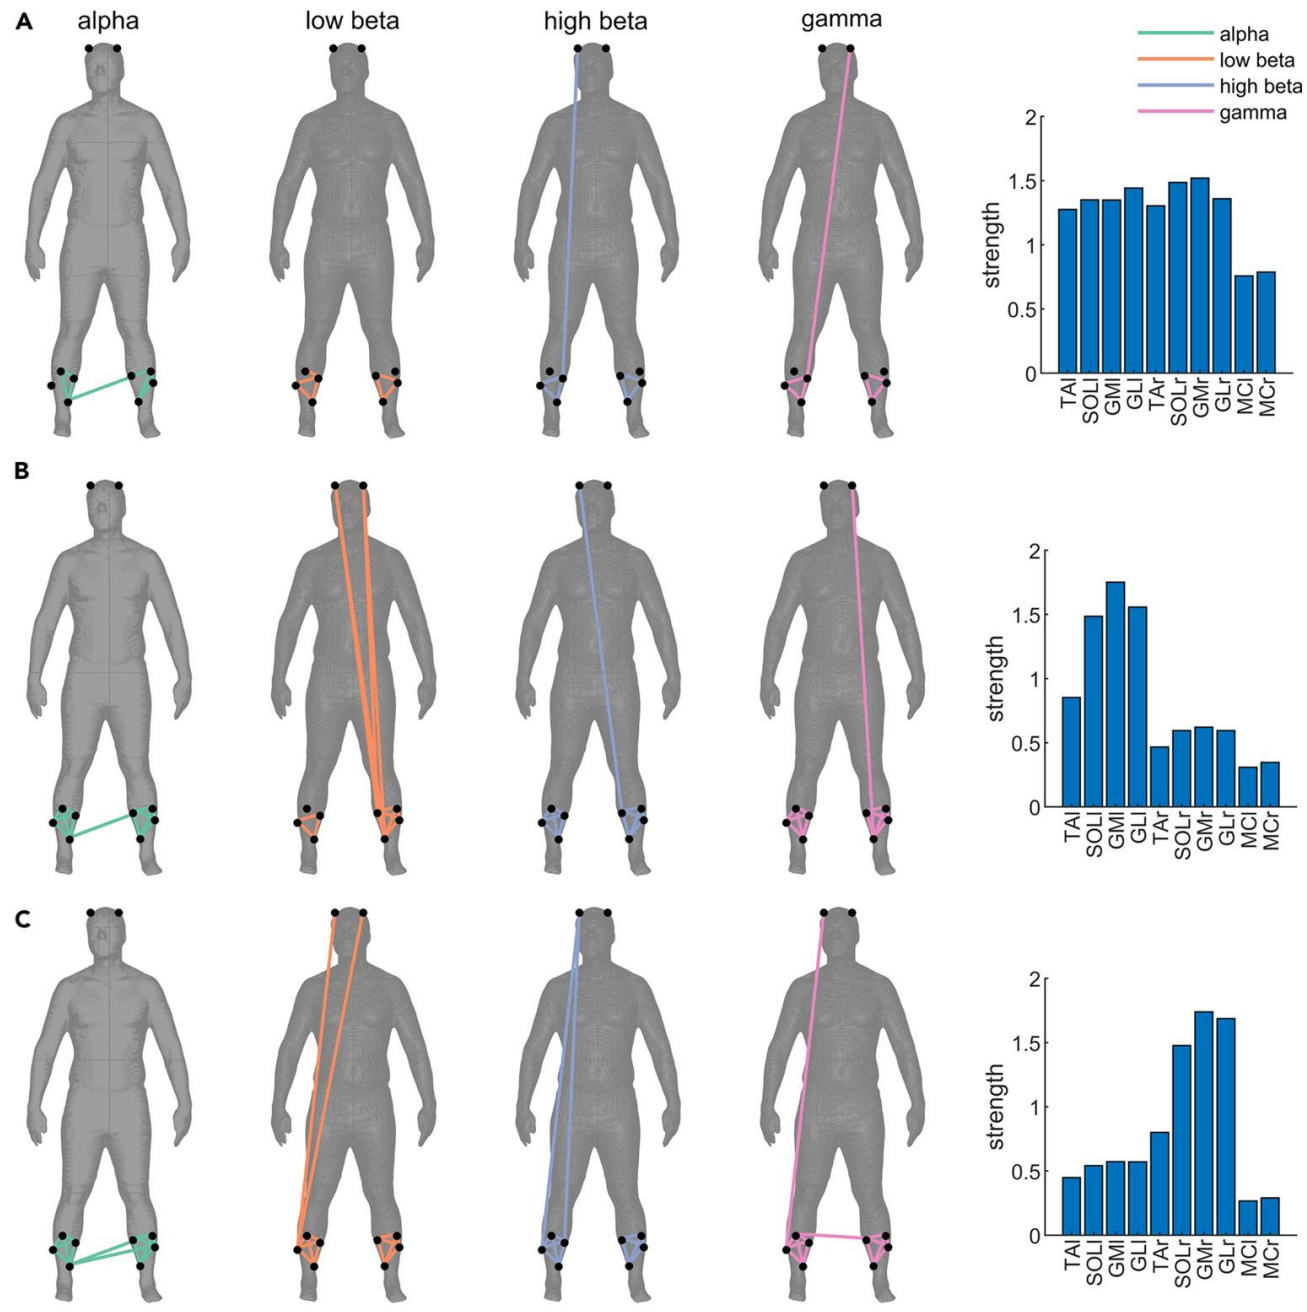 A
alpha
low beta
high beta
gamma
alpha
low beta
high beta
gamma
2
1.5
1
0.5
0
strength
TAl
SOLl
GMl
GLl
TAr
SOLr
GMr
GLr
MCl
MCr
B
2
1.5
1
0.5
0
strength
TAl
SOLl
GMl
GLl
TAr
SOLr
GMr
GLr
MCl
MCr
C
2
1.5
1
0.5
0
strength
TAl
SOLl
GMl
GLl
TAr
SOLr
GMr
GLr
MCl
MCr